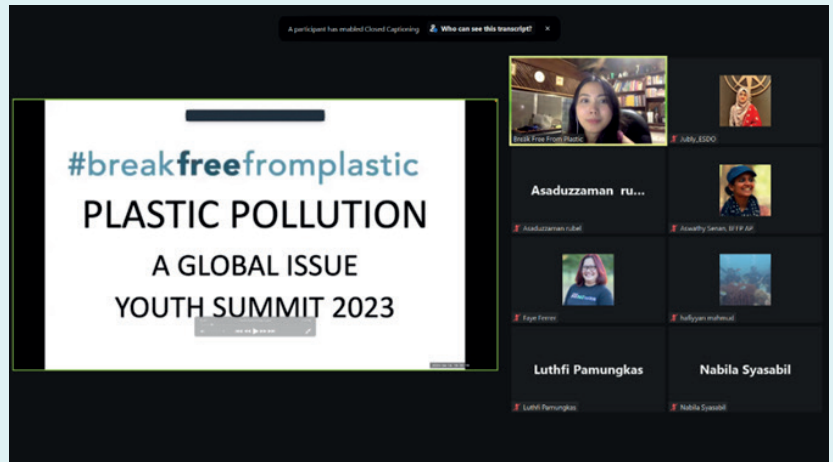 A participant has enabled Closed Captioning
Who can see this transcript?
×
#breakfreefromplastic
PLASTIC POLLUTION
A GLOBAL ISSUE
YOUTH SUMMIT 2023
Break Free From Plastic
Jubly_ESDO
Asaduzzaman ru...
Asaduzzaman rubel
Aswathy Senan, BFFP AP
Faye Ferrer
hafiyyan mahmud
Luthfi Pamungkas
Luthfi Pamungkas
Nabila Syasabil
Nabila Syasabil